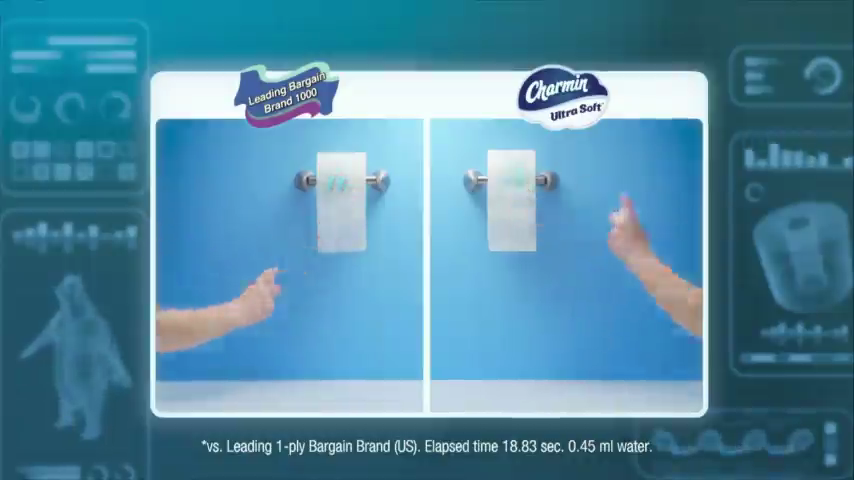 Leading Bargain
Brand 1000
Charmin
Ultra Soft
*vs. Leading 1-ply Bargain Brand (US). Elapsed time 18.83 sec. 0.45 ml water.